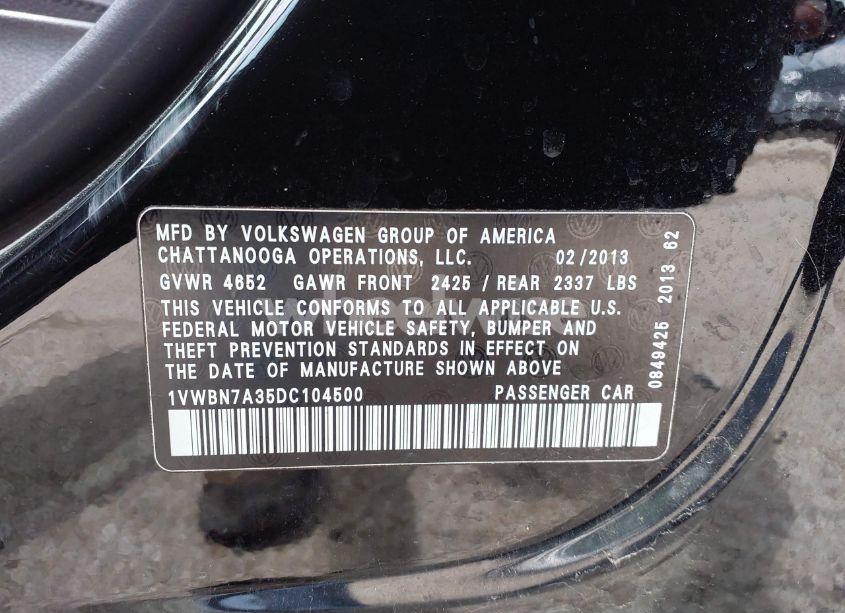 MFD BY VOLKSWAGEN GROUP OF AMERICA
CHATTANOOGA OPERATIONS, LLC. 02/2013
GVWR 4652 GAWR FRONT 2425 / REAR 2337 LBS
THIS VEHICLE CONFORMS TO ALL APPLICABLE U.S.
FEDERAL MOTOR VEHICLE SAFETY, BUMPER AND
THEFT PREVENTION STANDARDS IN EFFECT ON
THE DATE OF MANUFACTURE SHOWN ABOVE
1VWBN7A35DC104500 PASSENGER CAR
0849425 2013 62